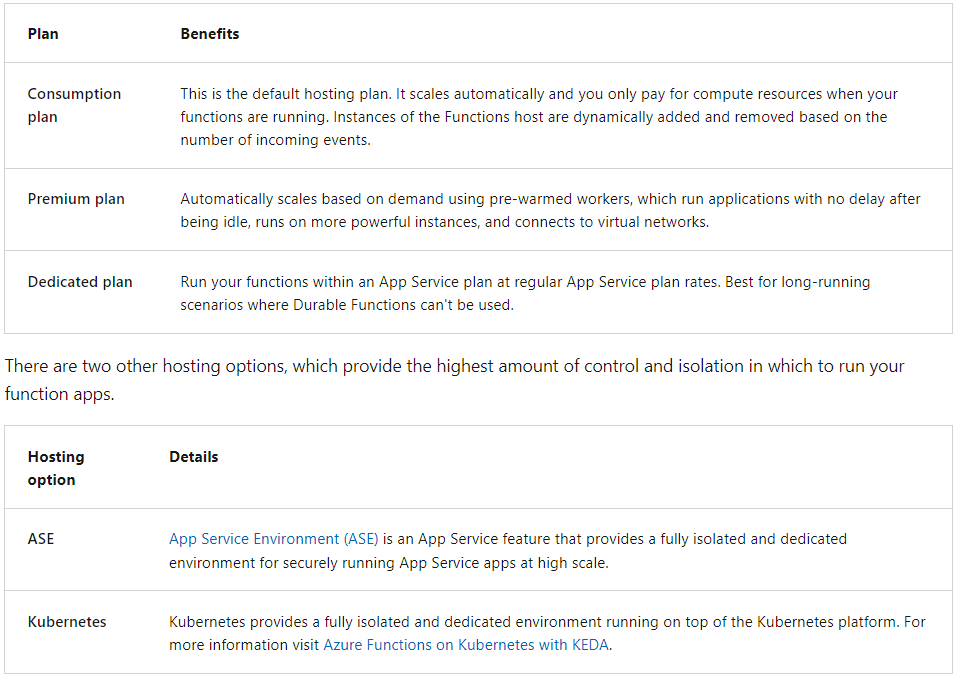 Plan Benefits
Consumption plan
This is the default hosting plan. It scales automatically and you only pay for compute resources when your
functions are running. Instances of the Functions host are dynamically added and removed based on the
number of incoming events.
Premium plan
Automatically scales based on demand using pre-warmed workers, which run applications with no delay after
being idle, runs on more powerful instances, and connects to virtual networks.
Dedicated plan
Run your functions within an App Service plan at regular App Service plan rates. Best for long-running
scenarios where Durable Functions can't be used.
There are two other hosting options, which provide the highest amount of control and isolation in which to run your
function apps.
Hosting option
Details
ASE
App Service Environment (ASE) is an App Service feature that provides a fully isolated and dedicated
environment for securely running App Service apps at high scale.
Kubernetes
Kubernetes provides a fully isolated and dedicated environment running on top of the Kubernetes platform. For
more information visit Azure Functions on Kubernetes with KEDA.